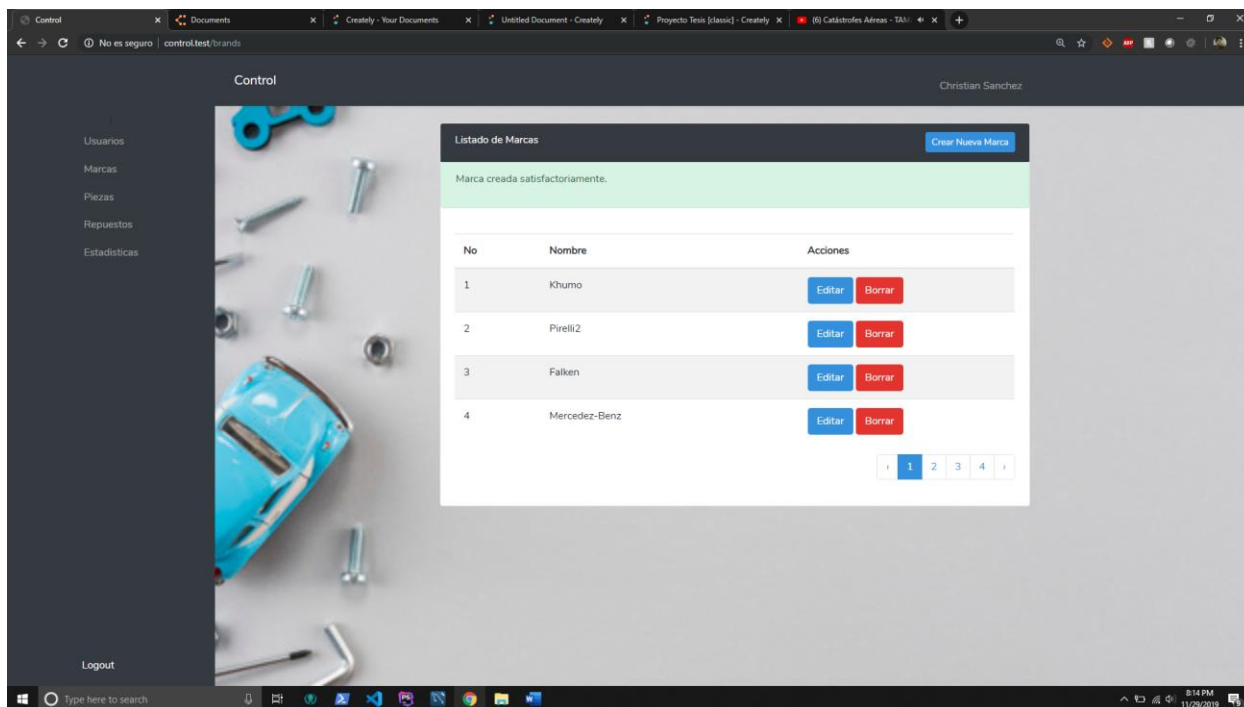 Control
Documents
Creately - Your Documents
Untitled Document - Creately
Proyecto Tesis [classic] - Creately
(6) Catástrofes Aéreas - TAM
No es seguro
control.test/brands
ABP
Control
Christian Sanchez
Usuarios
Marcas
Piezas
Repuestos
Estadisticas
Logout
Listado de Marcas
Crear Nueva Marca
Marca creada satisfactoriamente.
No Nombre Acciones
1 Khumo Editar Borrar
2 Pirelli2 Editar Borrar
3 Falken Editar Borrar
4 Mercedez-Benz Editar Borrar
‹ 1 2 3 4 ›
Type here to search
8:14 PM
11/29/2019